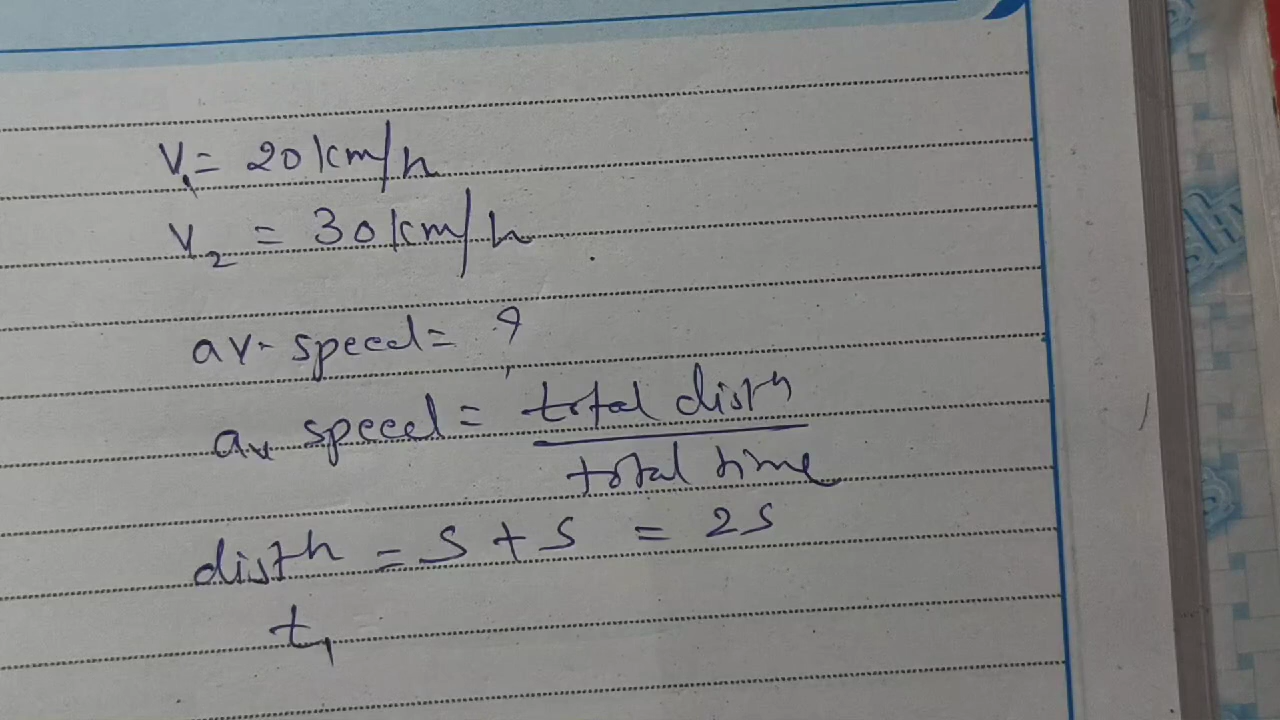 V₁ = 20 km/h
V₂ = 30 km/h
av- speed = ?
av speed = total distn
total time
distn = S + S = 2S
t₁